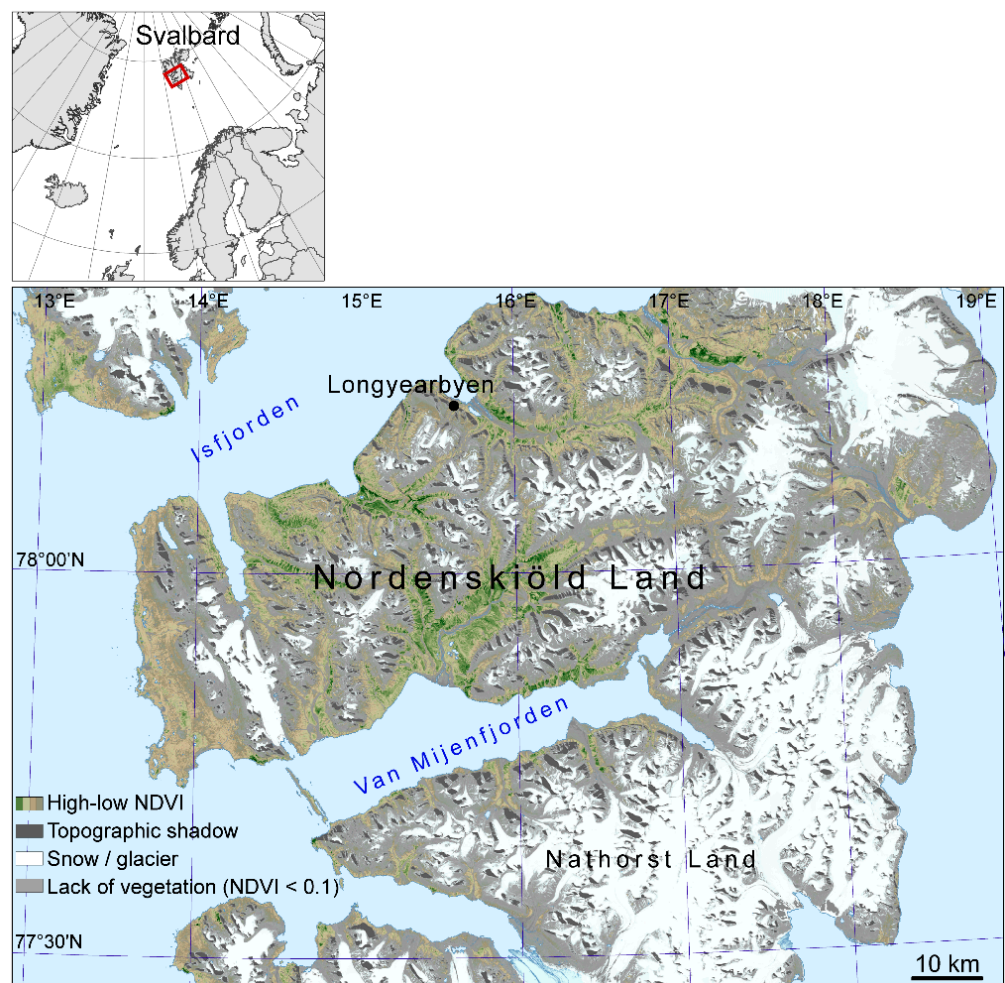 Svalbard
13°E 14°E 15°E 16°E 17°E 18°E 19°E
Longyearbyen
Isfjorden
78°00'N
Nordenskiöld Land
Van Mijenfjorden
High-low NDVI
Topographic shadow
Snow / glacier
Nathorst Land
Lack of vegetation (NDVI < 0.1)
77°30'N
10 km